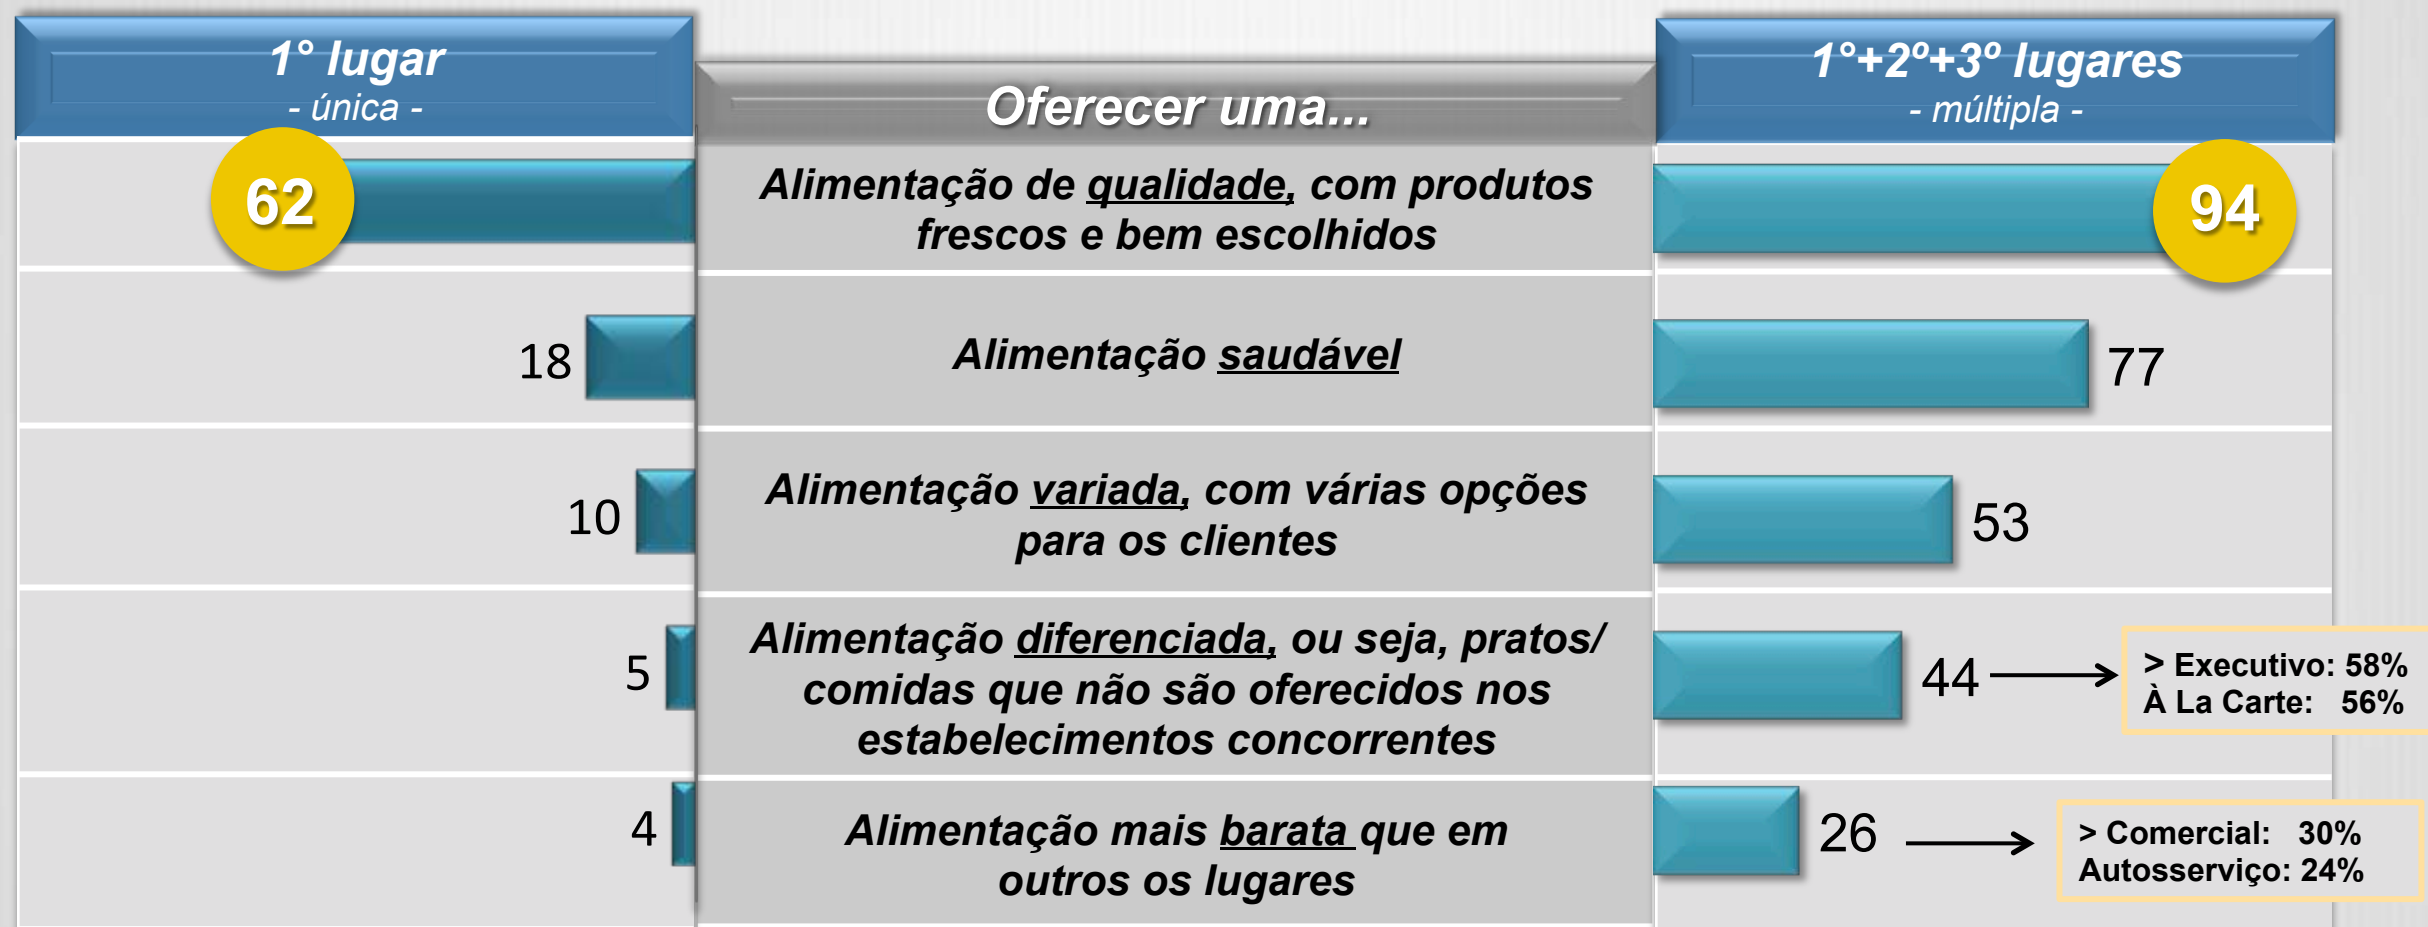 1° lugar
- única -
Oferecer uma...
1°+2º+3º lugares
- múltipla -
62
Alimentação de qualidade, com produtos
frescos e bem escolhidos
94
18
Alimentação saudável
77
10
Alimentação variada, com várias opções
para os clientes
53
5
Alimentação diferenciada, ou seja, pratos/
comidas que não são oferecidos nos
estabelecimentos concorrentes
44
> Executivo: 58%
À La Carte: 56%
4
Alimentação mais barata que em
outros os lugares
26
> Comercial: 30%
Autosserviço: 24%